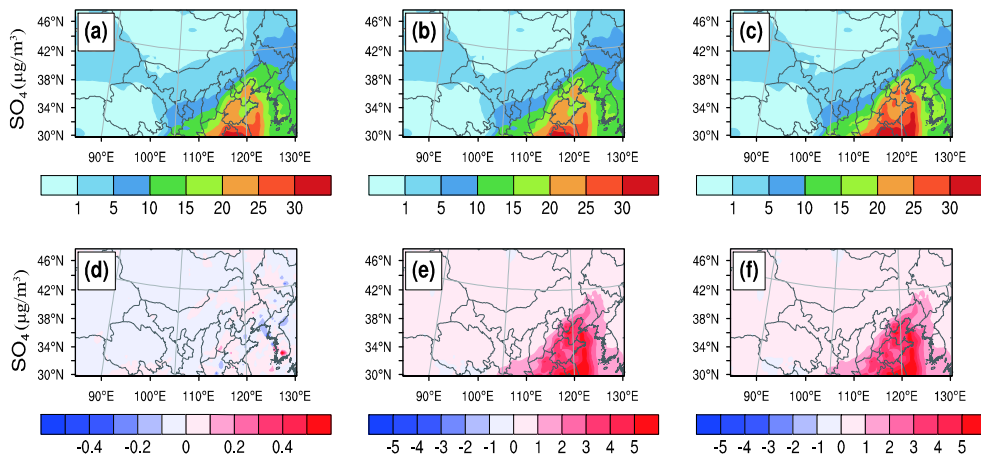 (a) (b) (c)
46°N 46°N 46°N
42°N 42°N 42°N
38°N 38°N 38°N
34°N 34°N 34°N
30°N 30°N 30°N
SO₄(µg/m³)
90°E 100°E 110°E 120°E 130°E 90°E 100°E 110°E 120°E 130°E 90°E 100°E 110°E 120°E 130°E
1 5 10 15 20 25 30 1 5 10 15 20 25 30 1 5 10 15 20 25 30
(d) (e) (f)
46°N 46°N 46°N
42°N 42°N 42°N
38°N 38°N 38°N
34°N 34°N 34°N
30°N 30°N 30°N
SO₄(µg/m³)
90°E 100°E 110°E 120°E 130°E 90°E 100°E 110°E 120°E 130°E 90°E 100°E 110°E 120°E 130°E
-0.4 -0.2 0 0.2 0.4 -5 -4 -3 -2 -1 0 1 2 3 4 5 -5 -4 -3 -2 -1 0 1 2 3 4 5